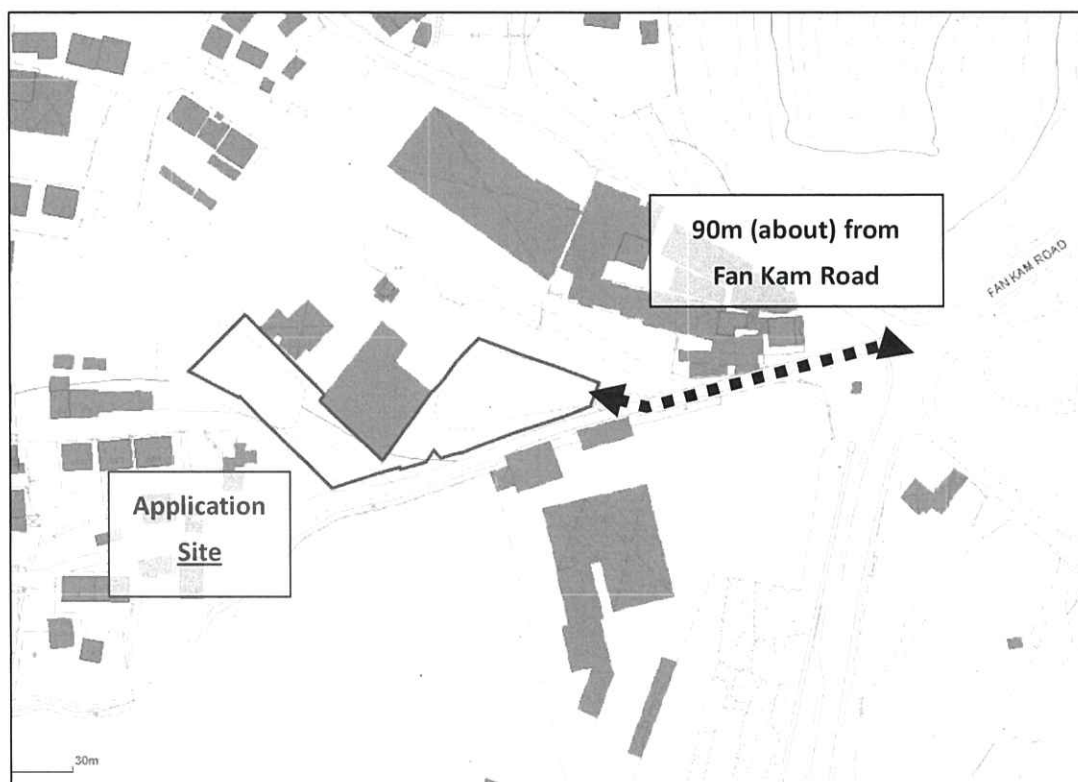 90m (about) from
Fan Kam Road
FAN KAM ROAD
Application
Site
30m